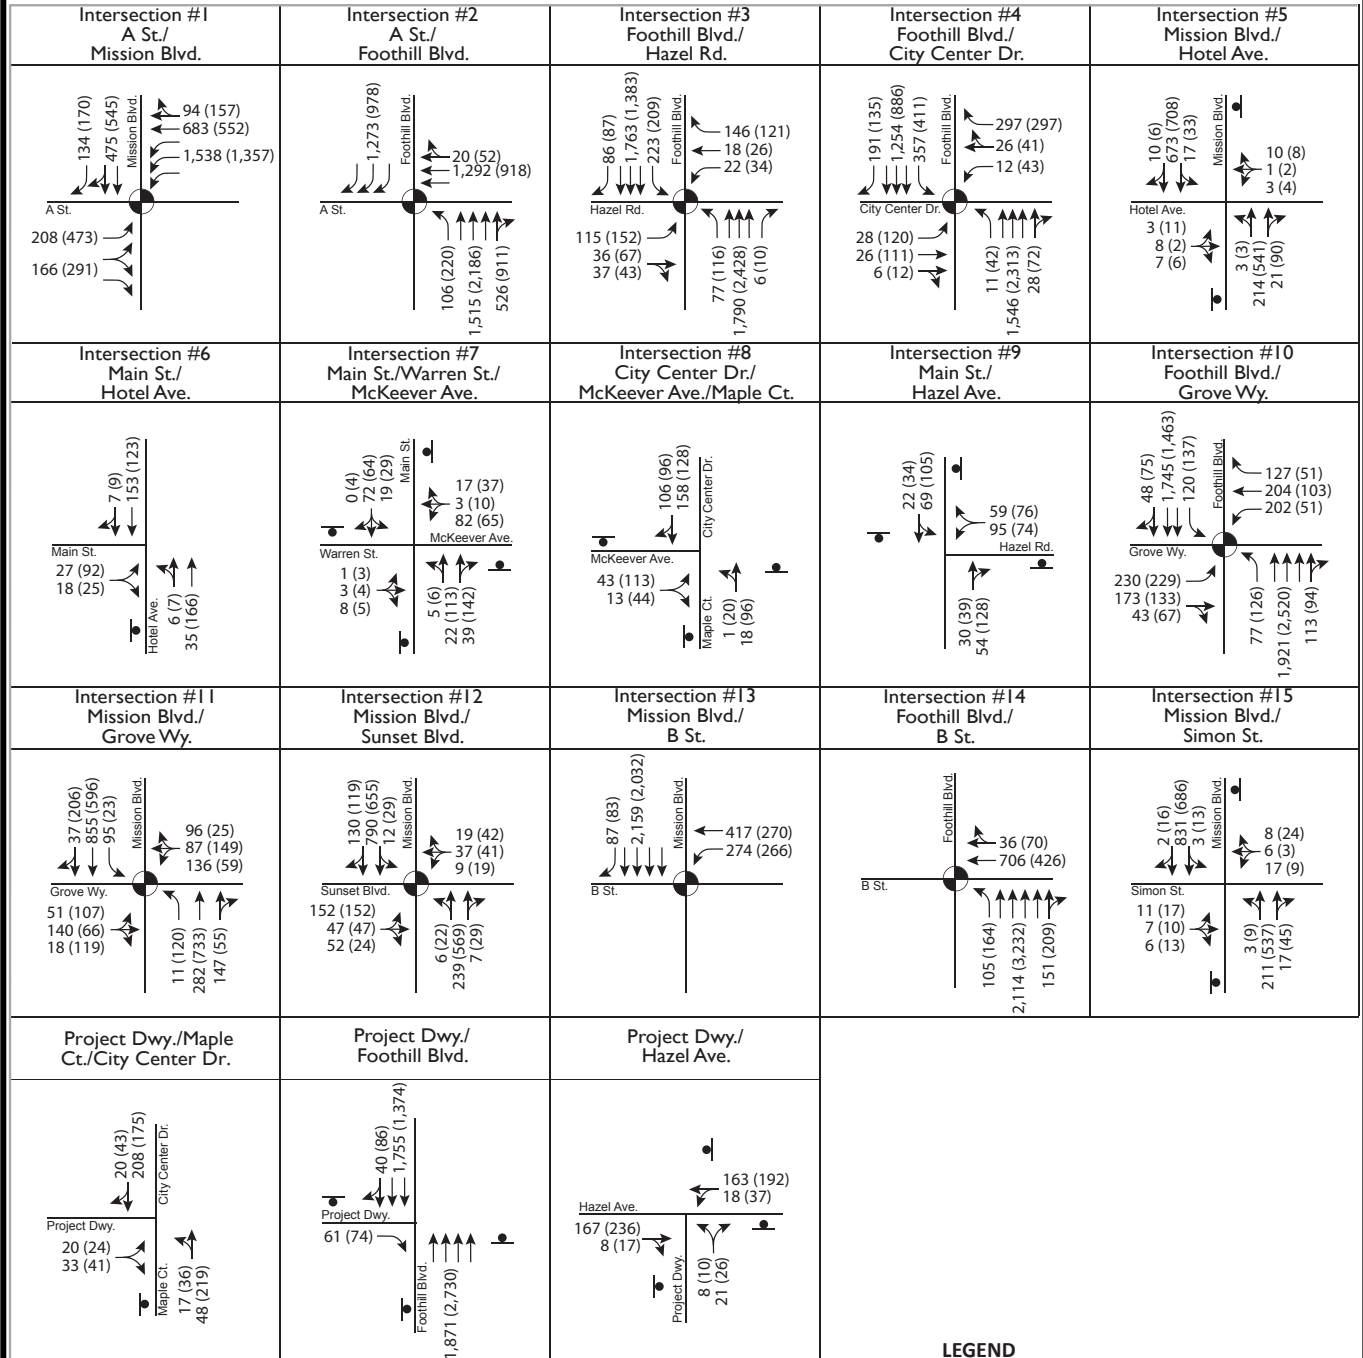 Intersection #1
A St./
Mission Blvd.
134 (170)
475 (545)
Mission Blvd.
94 (157)
683 (552)
1,538 (1,357)
A St.
208 (473)
166 (291)
Intersection #2
A St./
Foothill Blvd.
1,273 (978)
Foothill Blvd.
20 (52)
1,292 (918)
A St.
106 (220)
1,515 (2,186)
526 (911)
Intersection #3
Foothill Blvd./
Hazel Rd.
86 (87)
1,763 (1,383)
223 (209)
Foothill Blvd.
146 (121)
18 (26)
22 (34)
Hazel Rd.
115 (152)
36 (67)
37 (43)
77 (116)
1,790 (2,428)
6 (10)
Intersection #4
Foothill Blvd./
City Center Dr.
191 (135)
1,254 (886)
357 (411)
Foothill Blvd.
297 (297)
26 (41)
12 (43)
City Center Dr.
28 (120)
26 (111)
6 (12)
11 (42)
1,546 (2,313)
28 (72)
Intersection #5
Mission Blvd./
Hotel Ave.
10 (6)
673 (708)
17 (33)
Mission Blvd.
10 (8)
1 (2)
3 (4)
Hotel Ave.
3 (11)
8 (2)
7 (6)
3 (3)
214 (541)
21 (90)
Intersection #6
Main St./
Hotel Ave.
7 (9)
153 (123)
Main St.
27 (92)
18 (25)
Hotel Ave.
6 (7)
35 (166)
Intersection #7
Main St./Warren St./
McKeever Ave.
0 (4)
72 (64)
19 (29)
Main St.
17 (37)
3 (10)
82 (65)
McKeever Ave.
Warren St.
1 (3)
3 (4)
8 (5)
5 (6)
22 (113)
39 (142)
Intersection #8
City Center Dr./
McKeever Ave./Maple Ct.
106 (96)
158 (128)
City Center Dr.
McKeever Ave.
43 (113)
13 (44)
Maple Ct.
1 (20)
18 (96)
Intersection #9
Main St./
Hazel Ave.
22 (34)
69 (105)
59 (76)
95 (74)
Hazel Rd.
30 (39)
54 (128)
Intersection #10
Foothill Blvd./
Grove Wy.
48 (75)
1,745 (1,463)
120 (137)
Foothill Blvd.
127 (51)
204 (103)
202 (51)
Grove Wy.
230 (229)
173 (133)
43 (67)
77 (126)
1,921 (2,520)
113 (94)
Intersection #11
Mission Blvd./
Grove Wy.
37 (206)
855 (596)
95 (23)
Mission Blvd.
96 (25)
87 (149)
136 (59)
Grove Wy.
51 (107)
140 (66)
18 (119)
11 (120)
282 (733)
147 (55)
Intersection #12
Mission Blvd./
Sunset Blvd.
130 (119)
790 (655)
12 (29)
Mission Blvd.
19 (42)
37 (41)
9 (19)
Sunset Blvd.
152 (152)
47 (47)
52 (24)
6 (22)
239 (569)
7 (29)
Intersection #13
Mission Blvd./
B St.
87 (83)
2,159 (2,032)
Mission Blvd.
417 (270)
274 (266)
B St.
Intersection #14
Foothill Blvd./
B St.
Foothill Blvd.
36 (70)
706 (426)
B St.
105 (164)
2,114 (3,232)
151 (209)
Intersection #15
Mission Blvd./
Simon St.
2 (16)
831 (686)
3 (13)
Mission Blvd.
8 (24)
6 (3)
17 (9)
Simon St.
11 (17)
7 (10)
6 (13)
3 (9)
211 (537)
17 (45)
Project Dwy./Maple
Ct./City Center Dr.
20 (43)
208 (175)
City Center Dr.
Project Dwy.
20 (24)
33 (41)
Maple Ct.
17 (36)
48 (219)
Project Dwy./
Foothill Blvd.
40 (86)
1,755 (1,374)
Project Dwy.
61 (74)
Foothill Blvd.
1,871 (2,730)
Project Dwy./
Hazel Ave.
163 (192)
18 (37)
Hazel Ave.
167 (236)
8 (17)
Project Dwy.
8 (10)
21 (26)
LEGEND